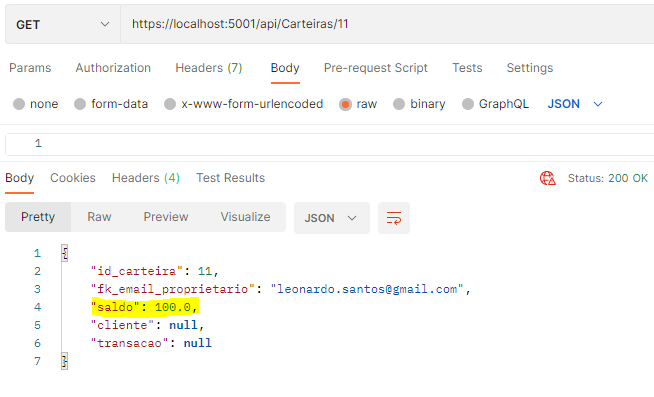 GET https://localhost:5001/api/Carteiras/11
Params Authorization Headers (7) Body Pre-request Script Tests Settings
none form-data x-www-form-urlencoded raw binary GraphQL JSON
1
Body Cookies Headers (4) Test Results Status: 200 OK
Pretty Raw Preview Visualize JSON
1 {
2 "id_carteira": 11,
3 "fk_email_proprietario": "leonardo.santos@gmail.com",
4 "saldo": 100.0,
5 "cliente": null,
6 "transacao": null
7 }